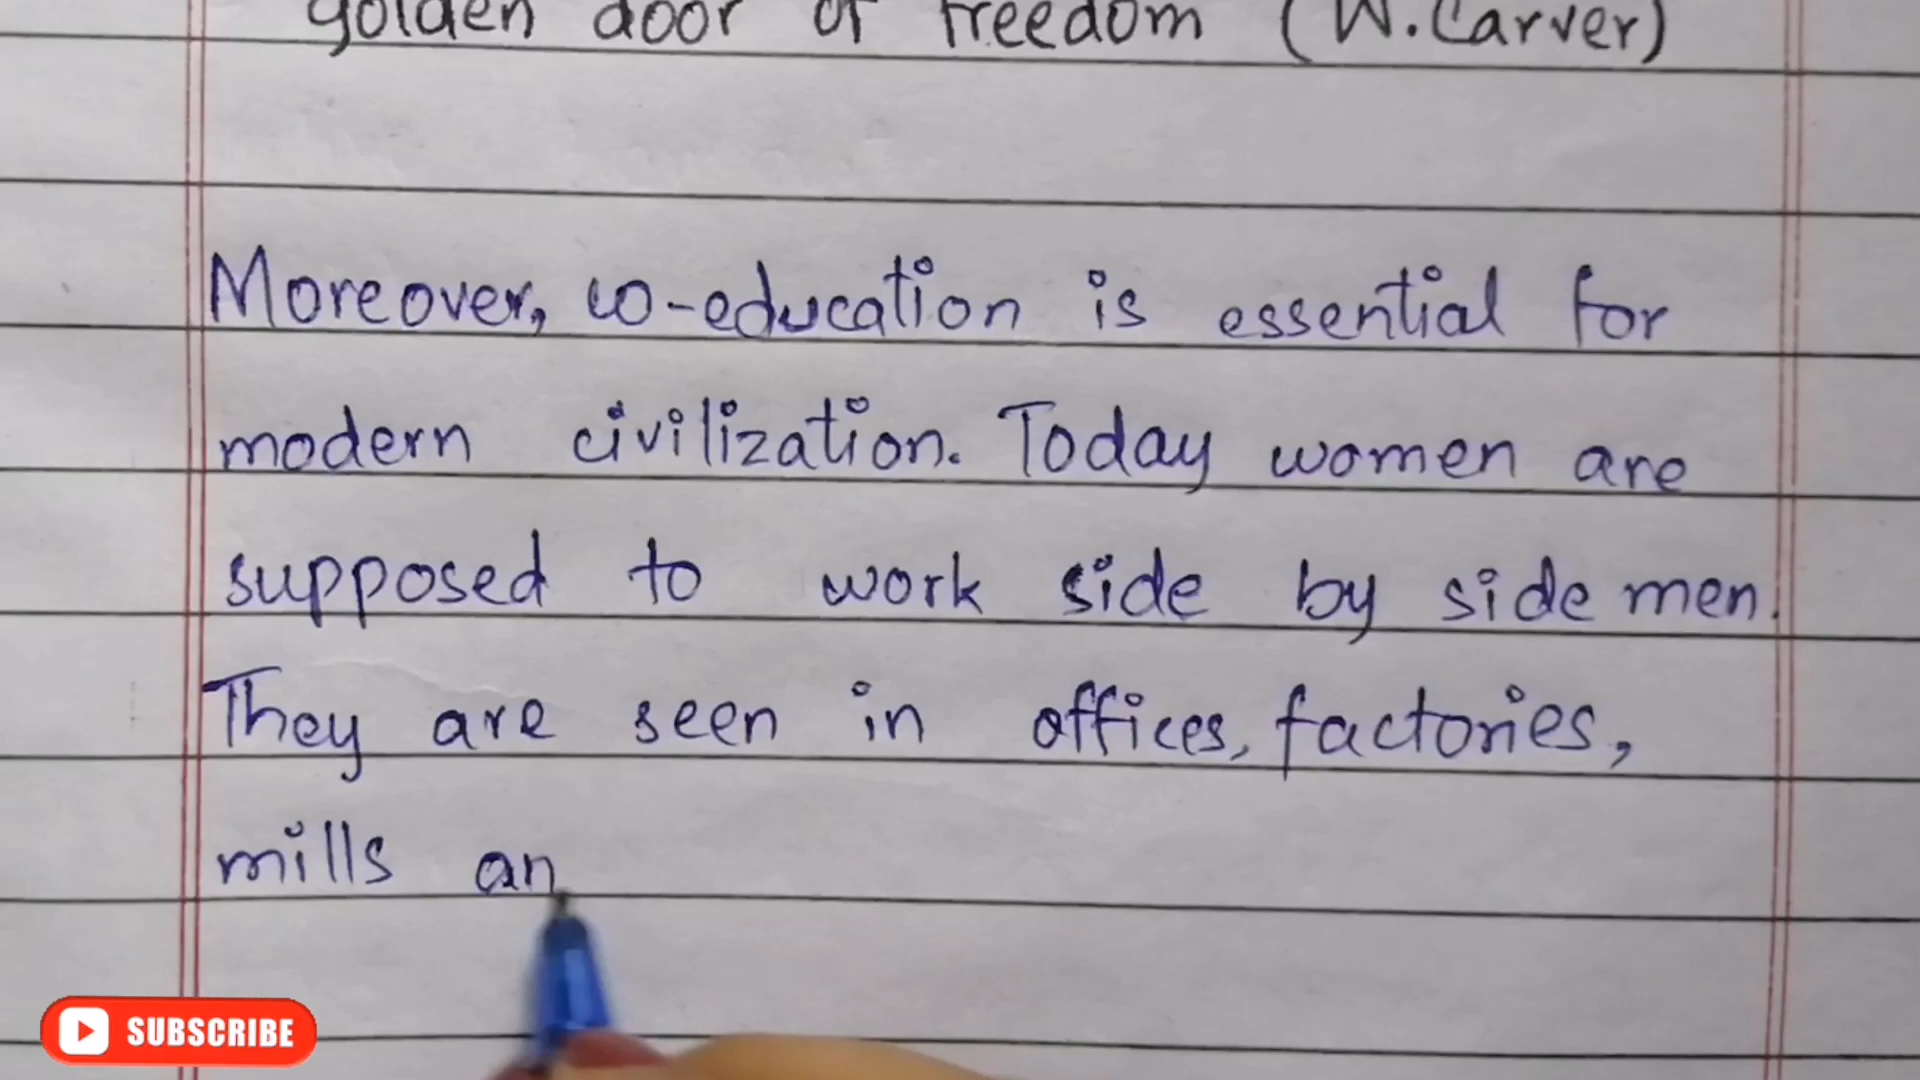 golden door of freedom (W. Carver)
Moreover, co-education is essential for
modern civilization. Today women are
supposed to work side by side men.
They are seen in offices, factories,
mills an
SUBSCRIBE